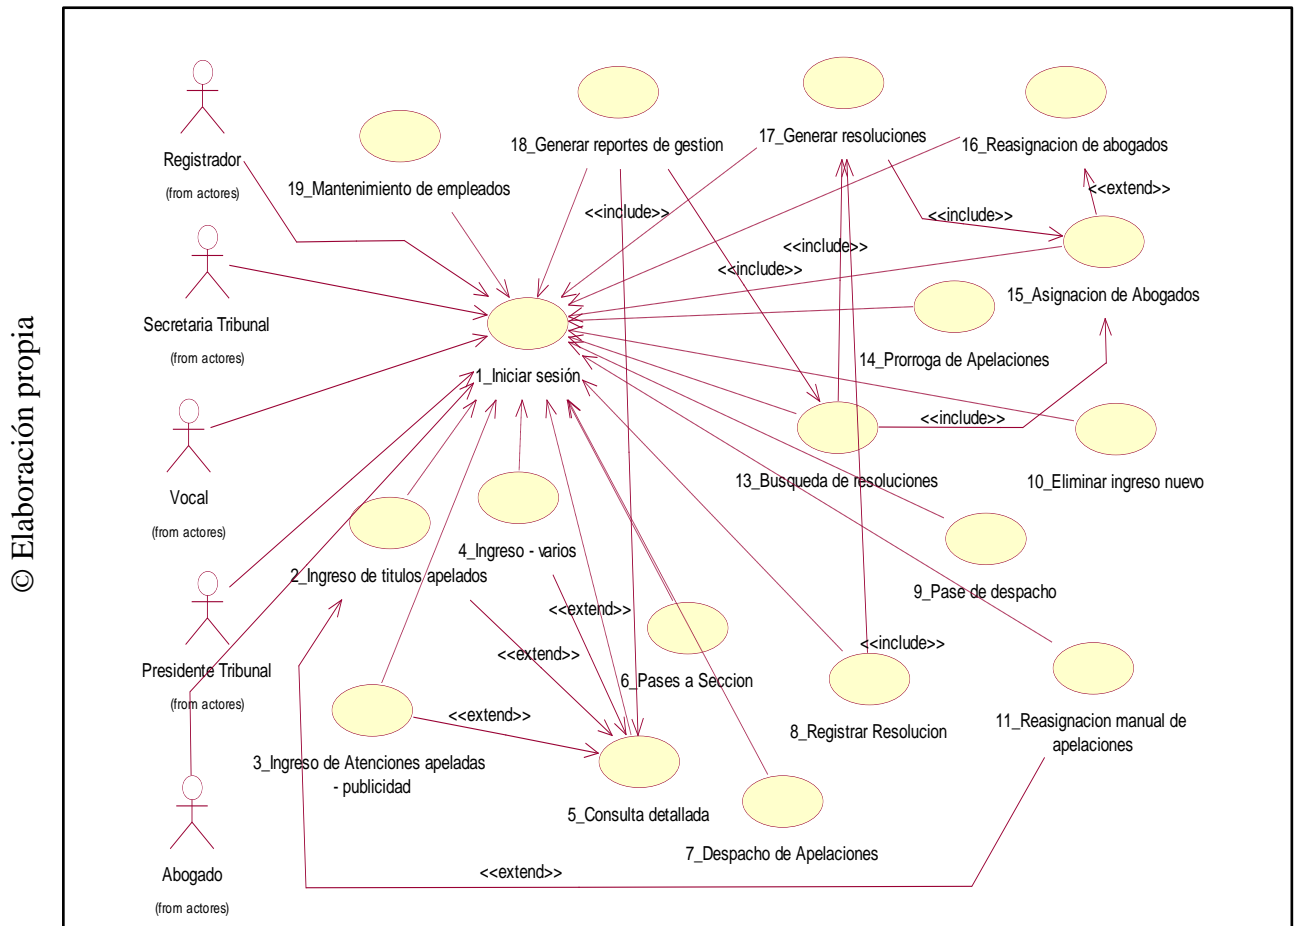 © Elaboración propia
Registrador
(from actores)
Secretaria Tribunal
(from actores)
Vocal
(from actores)
Presidente Tribunal
(from actores)
Abogado
(from actores)
19_Mantenimiento de empleados
18_Generar reportes de gestion
17_Generar resoluciones
16_Reasignacion de abogados
<<extend>>
<<include>>
<<include>>
<<include>>
<<include>>
15_Asignacion de Abogados
14_Prorroga de Apelaciones
1_Iniciar sesión
<<include>>
13_Busqueda de resoluciones
10_Eliminar ingreso nuevo
4_Ingreso - varios
2_Ingreso de titulos apelados
9_Pase de despacho
<<extend>>
<<extend>>
<<include>>
6_Pases a Seccion
<<extend>>
8_Registrar Resolucion
11_Reasignacion manual de
apelaciones
3_Ingreso de Atenciones apeladas
- publicidad
5_Consulta detallada
7_Despacho de Apelaciones
<<extend>>